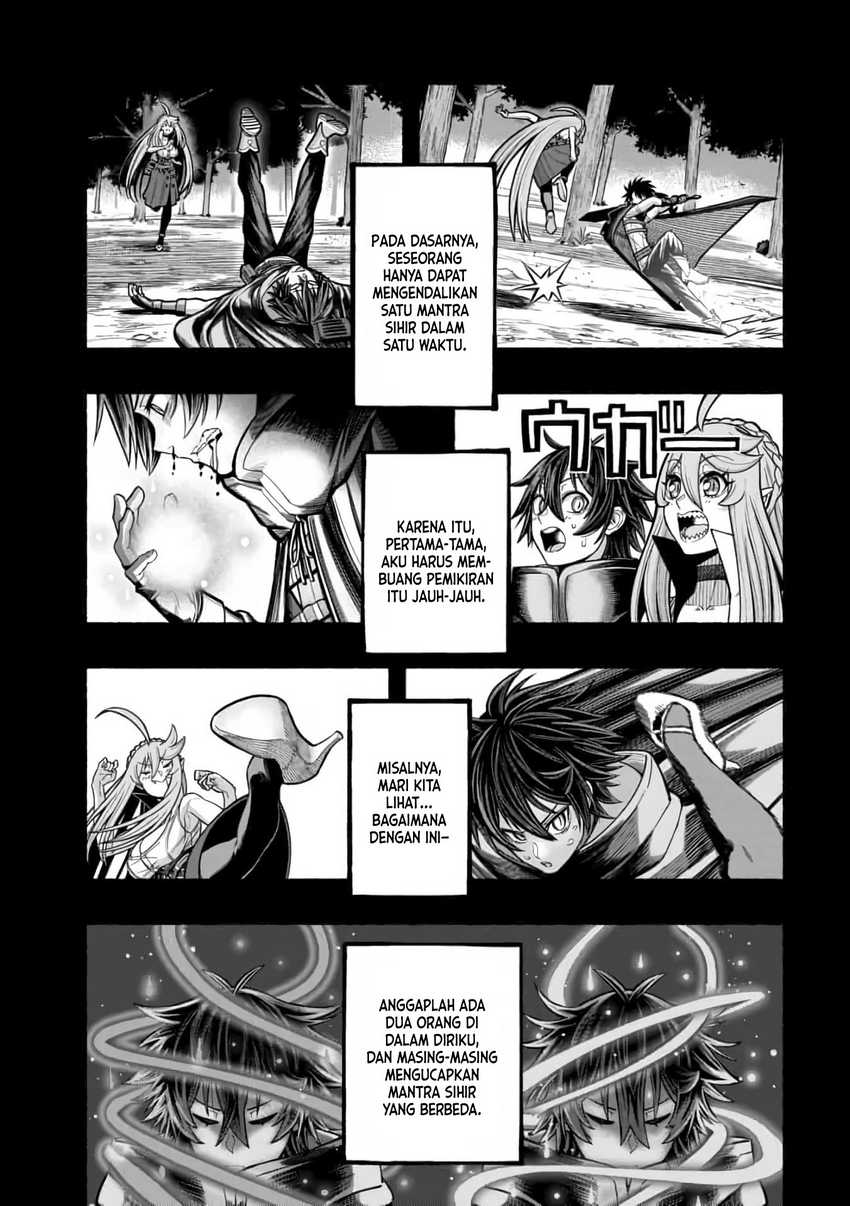 PADA DASARNYA,
SESEORANG
HANYA DAPAT
MENGENDALIKAN
SATU MANTRA
SIHIR DALAM
SATU WAKTU.
ウガー
KARENA ITU,
PERTAMA-TAMA,
AKU HARUS MEM-
BUANG PEMIKIRAN
ITU JAUH-JAUH.
MISALNYA,
MARI KITA
LIHAT...
BAGAIMANA
DENGAN INI-
ANGGAPLAH ADA
DUA ORANG DI
DALAM DIRIKU,
DAN MASING-MASING
MENGUCAPKAN
MANTRA SIHIR
YANG BERBEDA.